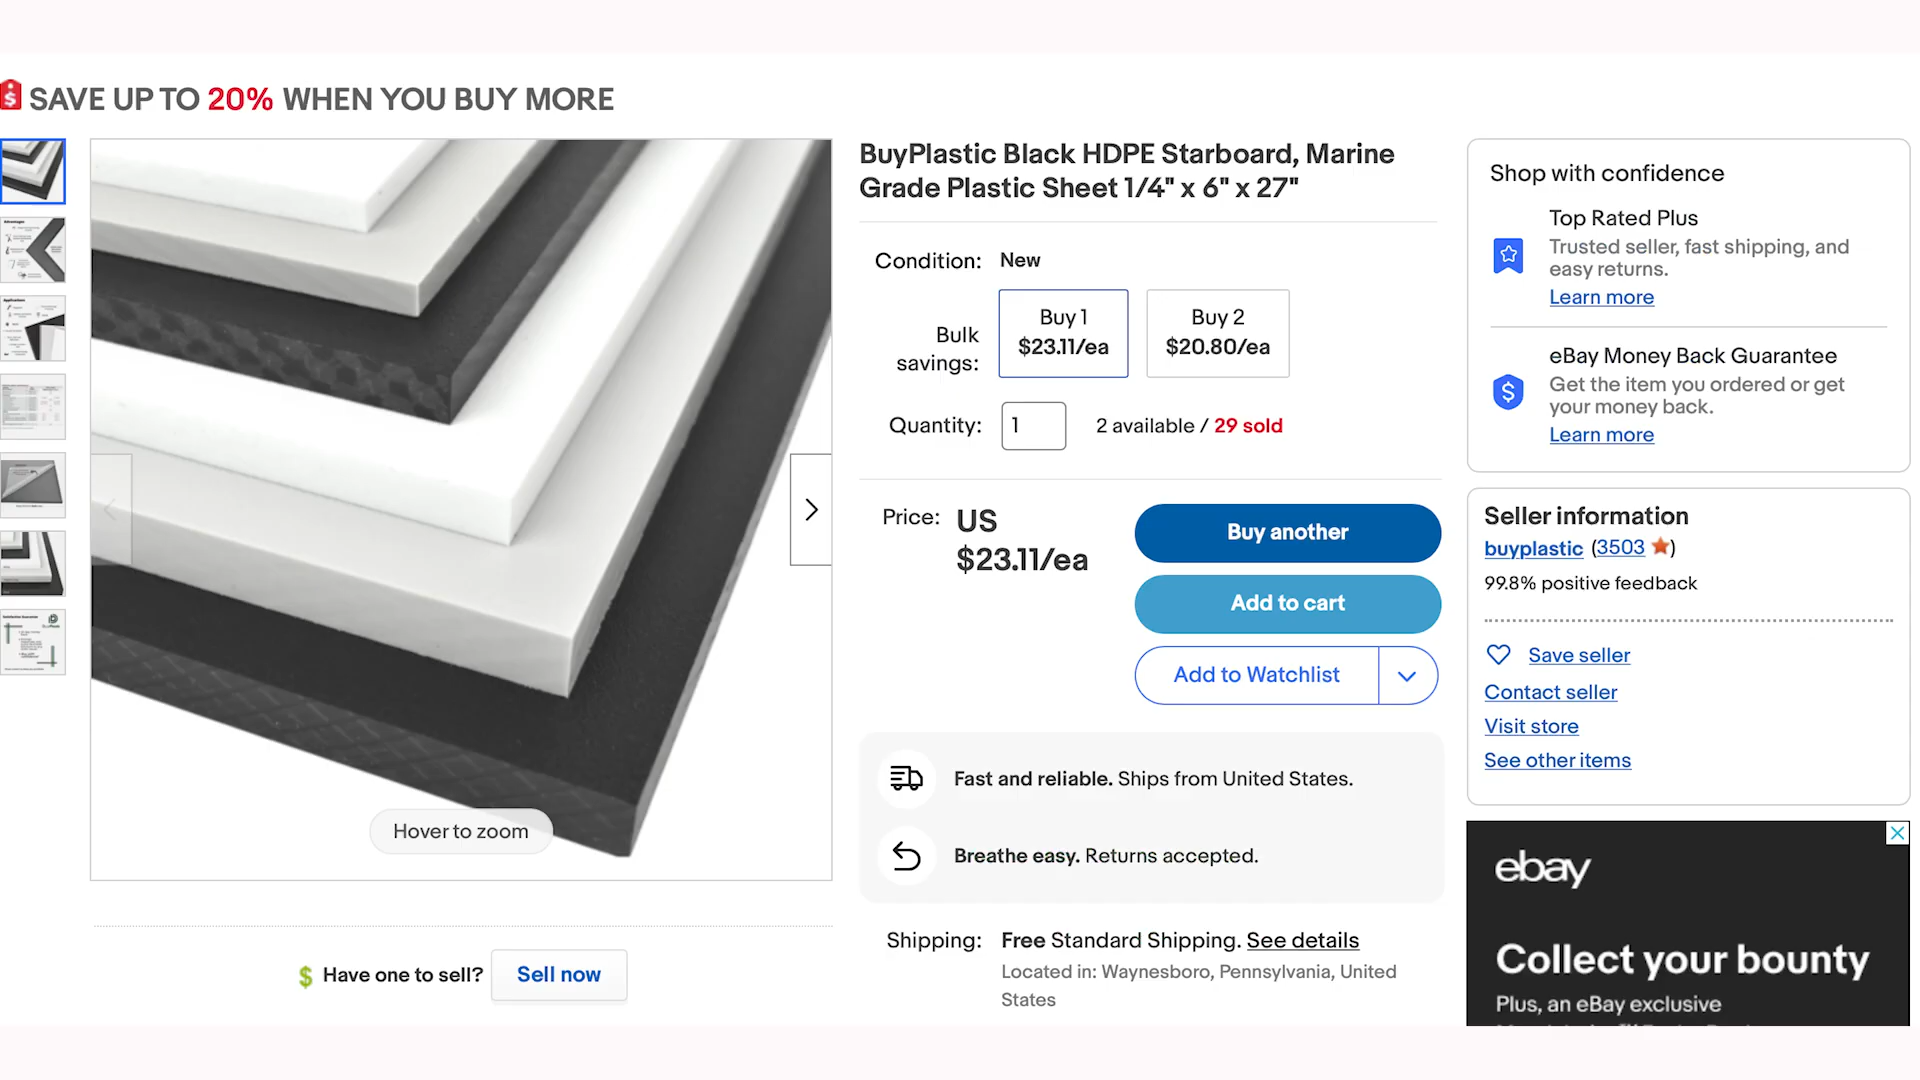 SAVE UP TO 20% WHEN YOU BUY MORE
Advantages
Applications
Hover to zoom
Have one to sell?
Sell now
BuyPlastic Black HDPE Starboard, Marine
Grade Plastic Sheet 1/4" x 6" x 27"
Condition: New
Bulk
savings:
Buy 1
$23.11/ea
Buy 2
$20.80/ea
Quantity: 1 2 available / 29 sold
Price: US
$23.11/ea
Buy another
Add to cart
Add to Watchlist
Fast and reliable. Ships from United States.
Breathe easy. Returns accepted.
Shipping: Free Standard Shipping. See details
Located in: Waynesboro, Pennsylvania, United
States
Shop with confidence
Top Rated Plus
Trusted seller, fast shipping, and
easy returns.
Learn more
eBay Money Back Guarantee
Get the item you ordered or get
your money back.
Learn more
Seller information
buyplastic (3503)
99.8% positive feedback
Save seller
Contact seller
Visit store
See other items
ebay
Collect your bounty
Plus, an eBay exclusive